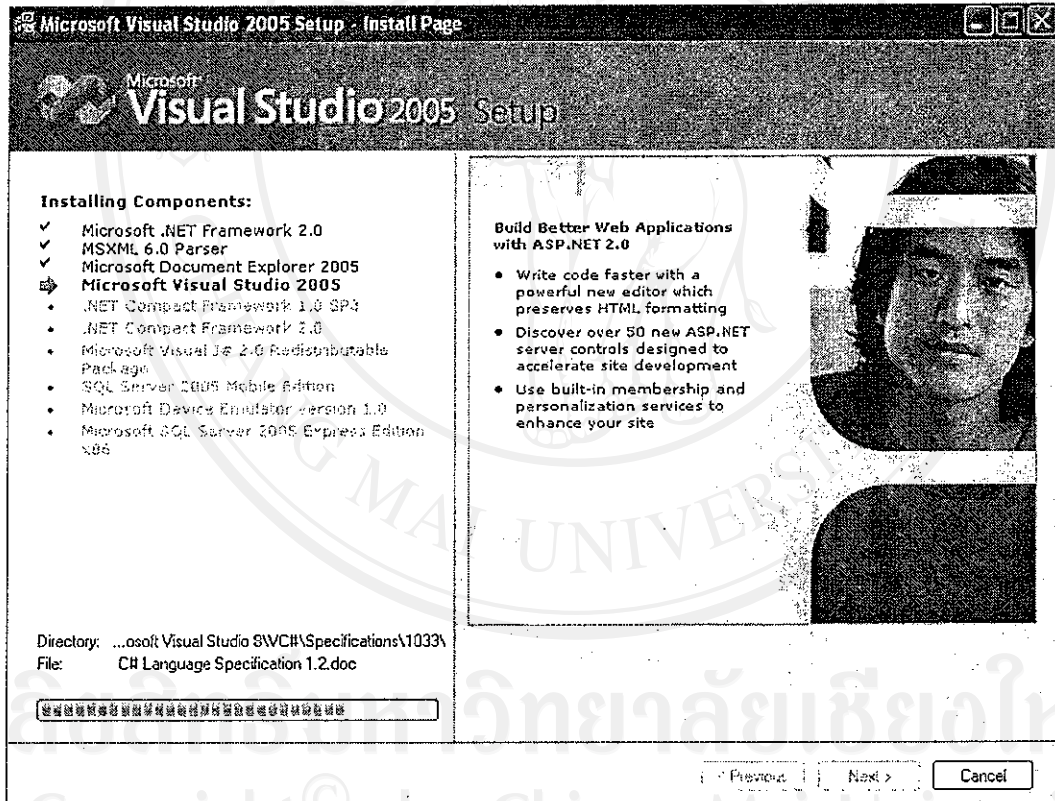 Microsoft Visual Studio 2005 Setup - Install Page
Microsoft
Visual Studio 2005 Setup
Installing Components:
Microsoft .NET Framework 2.0
MSXML 6.0 Parser
Microsoft Document Explorer 2005
Microsoft Visual Studio 2005
.NET Compact Framework 1.0 SP3
.NET Compact Framework 2.0
Microsoft Visual J# 2.0 Redistributable
Package
SQL Server 2005 Mobile Edition
Microsoft Device Emulator version 1.0
Microsoft SQL Server 2005 Express Edition
x86
Build Better Web Applications
with ASP.NET 2.0
Write code faster with a
powerful new editor which
preserves HTML formatting
Discover over 50 new ASP.NET
server controls designed to
accelerate site development
Use built-in membership and
personalization services to
enhance your site
MAI UNIVERSI
Directory: ...osoft Visual Studio 8\VC#\Specifications\1033\
File: C# Language Specification 1.2.doc
< Previous
Next >
Cancel